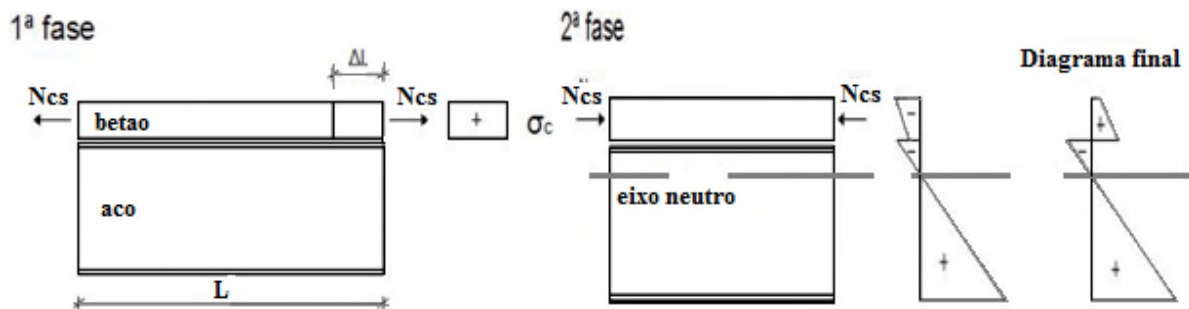 1ª fase
ΔL
Ncs
betao
Ncs
+
σc
aco
L
2ª fase
Ncs
Ncs
eixo neutro
-
-
+
Diagrama final
+
-
+